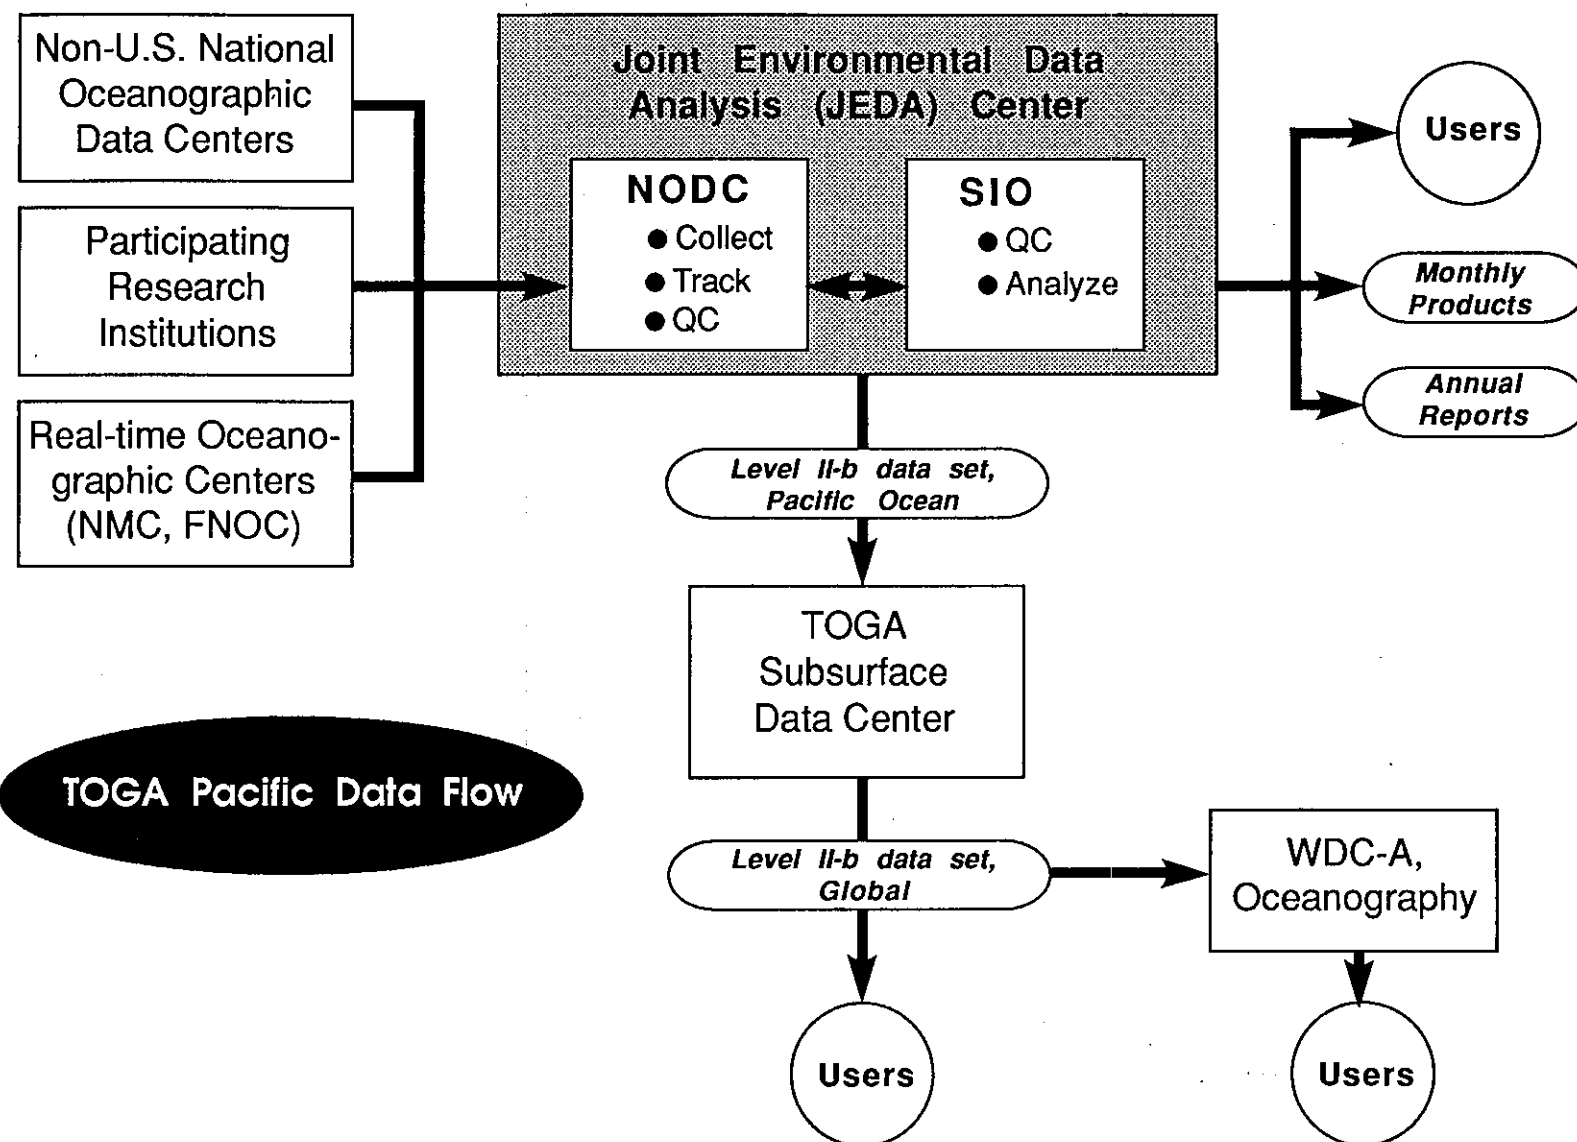 Non-U.S. National
Oceanographic
Data Centers
Participating
Research
Institutions
Real-time Oceano-
graphic Centers
(NMC, FNOC)
Joint Environmental Data
Analysis (JEDA) Center
NODC
● Collect
● Track
● QC
SIO
● QC
● Analyze
Users
Monthly
Products
Annual
Reports
Level II-b data set,
Pacific Ocean
TOGA
Subsurface
Data Center
TOGA Pacific Data Flow
Level II-b data set,
Global
WDC-A,
Oceanography
Users
Users